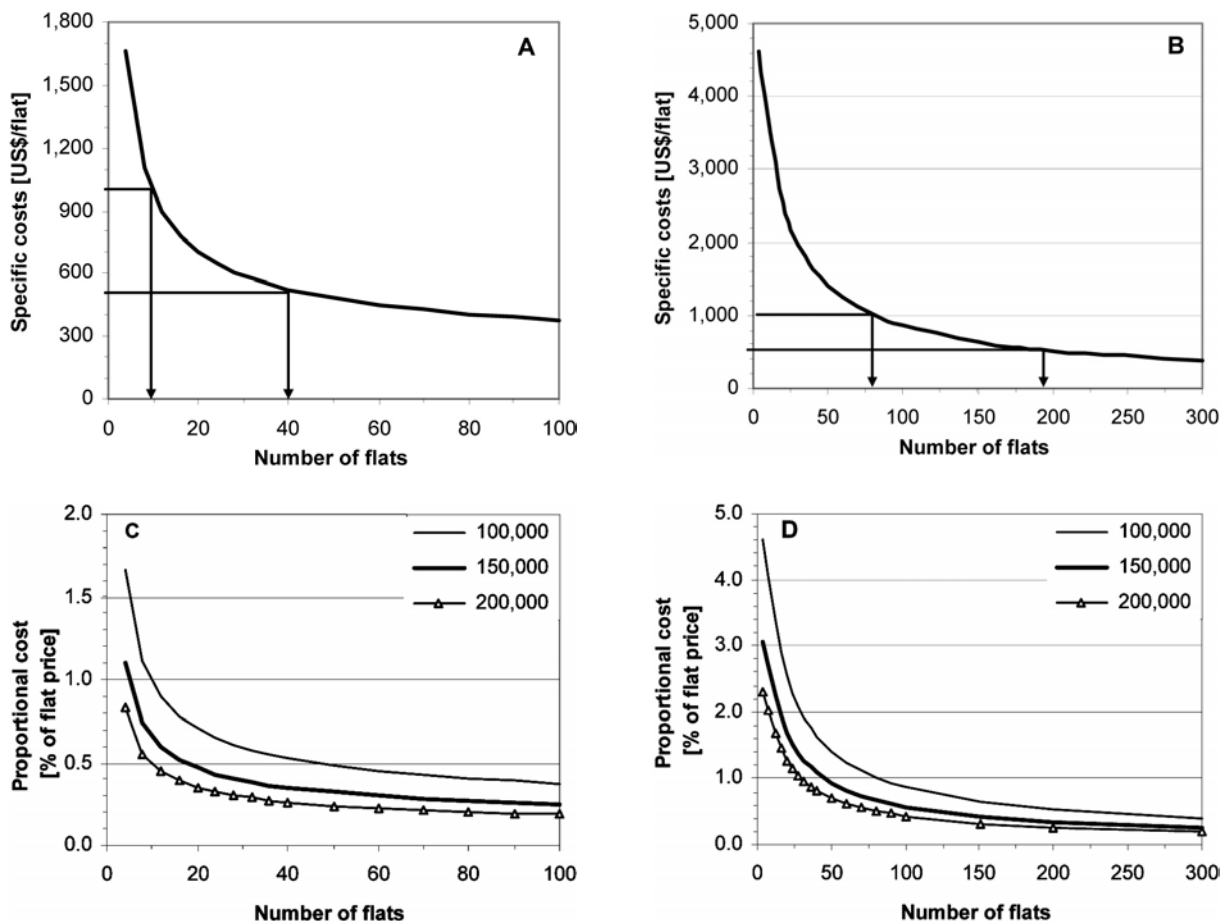 A
Specific costs [US$/flat]
1,800
1,500
1,200
900
600
300
0
0 20 40 60 80 100
Number of flats
B
Specific costs [US$/flat]
5,000
4,000
3,000
2,000
1,000
0
0 50 100 150 200 250 300
Number of flats
C
Proportional cost
[% of flat price]
2.0
1.5
1.0
0.5
0.0
100,000
150,000
200,000
0 20 40 60 80 100
Number of flats
D
Proportional cost
[% of flat price]
5.0
4.0
3.0
2.0
1.0
0.0
100,000
150,000
200,000
0 50 100 150 200 250 300
Number of flats